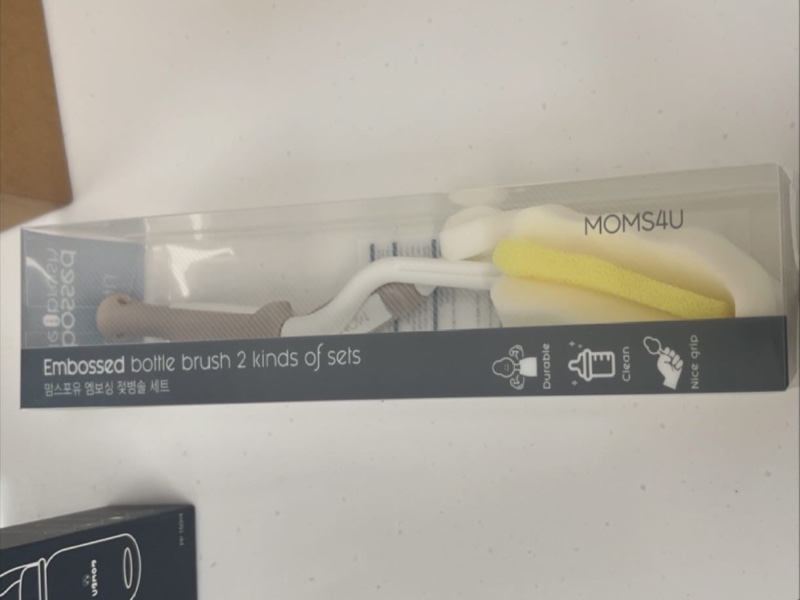 MOMS4U
Embossed bottle brush 2 kinds of sets
맘스포유 엠보싱 젖병솔 세트
Durable
Clean
Nice grip